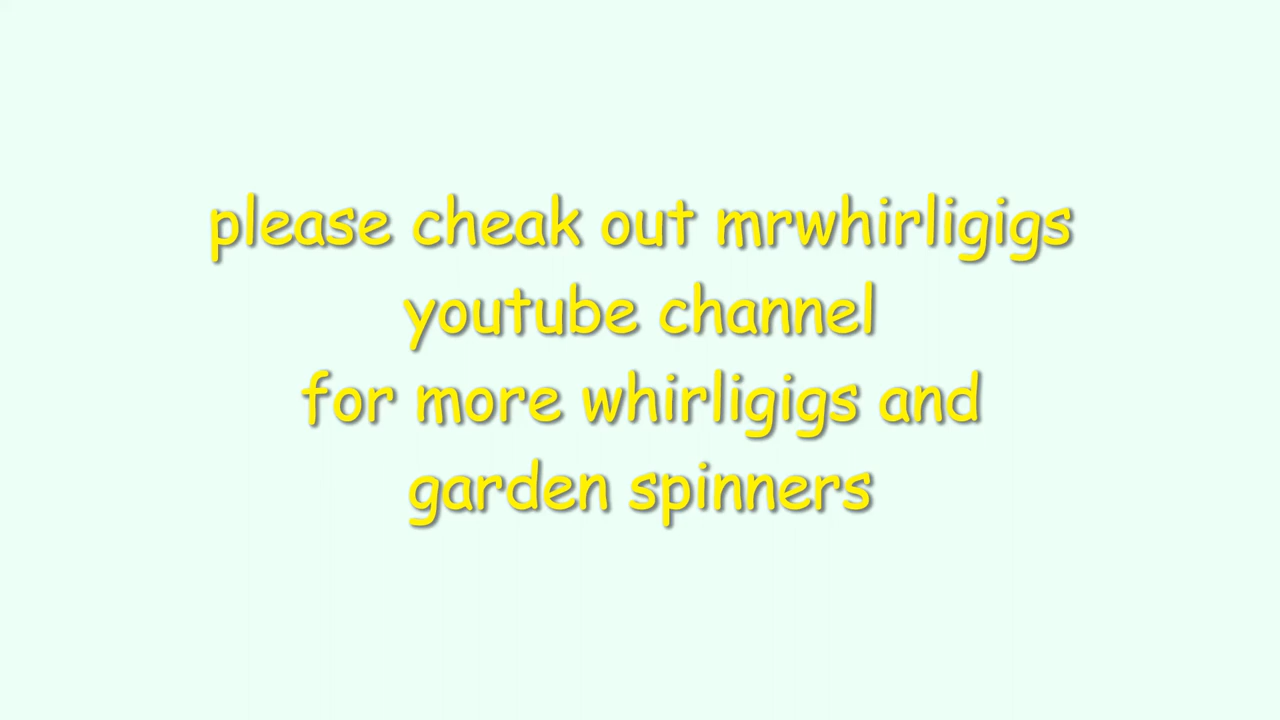 please cheak out mrwhirligigs
youtube channel
for more whirligigs and
garden spinners